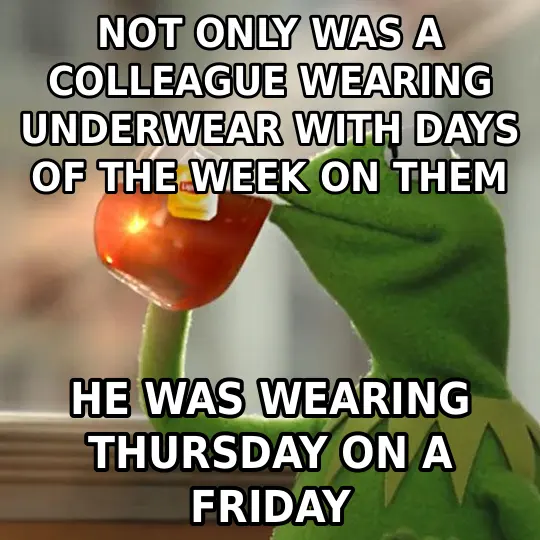 NOT ONLY WAS A
COLLEAGUE WEARING
UNDERWEAR WITH DAYS
OF THE WEEK ON THEM
HE WAS WEARING
THURSDAY ON A
FRIDAY